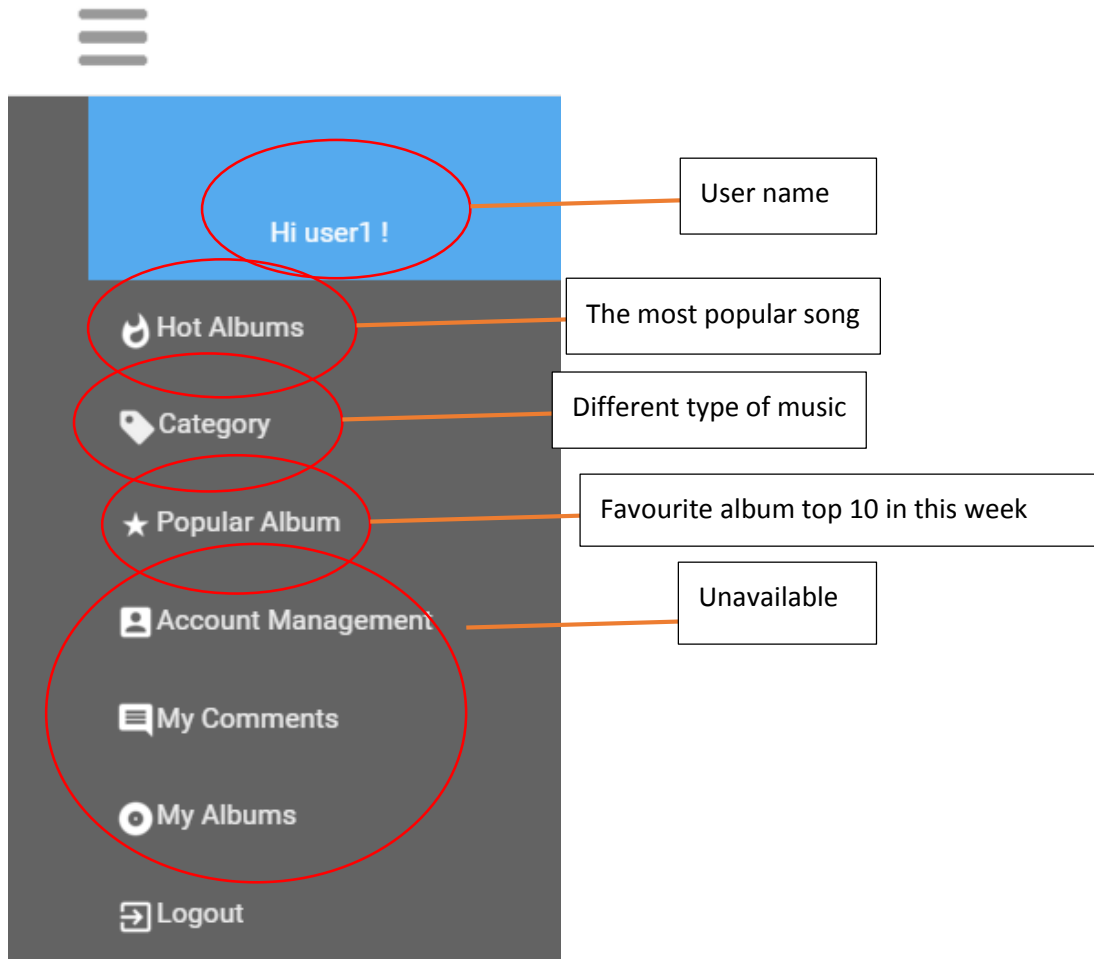 Hi user1 !
User name
Hot Albums
The most popular song
Category
Different type of music
Popular Album
Favourite album top 10 in this week
Account Management
Unavailable
My Comments
My Albums
Logout